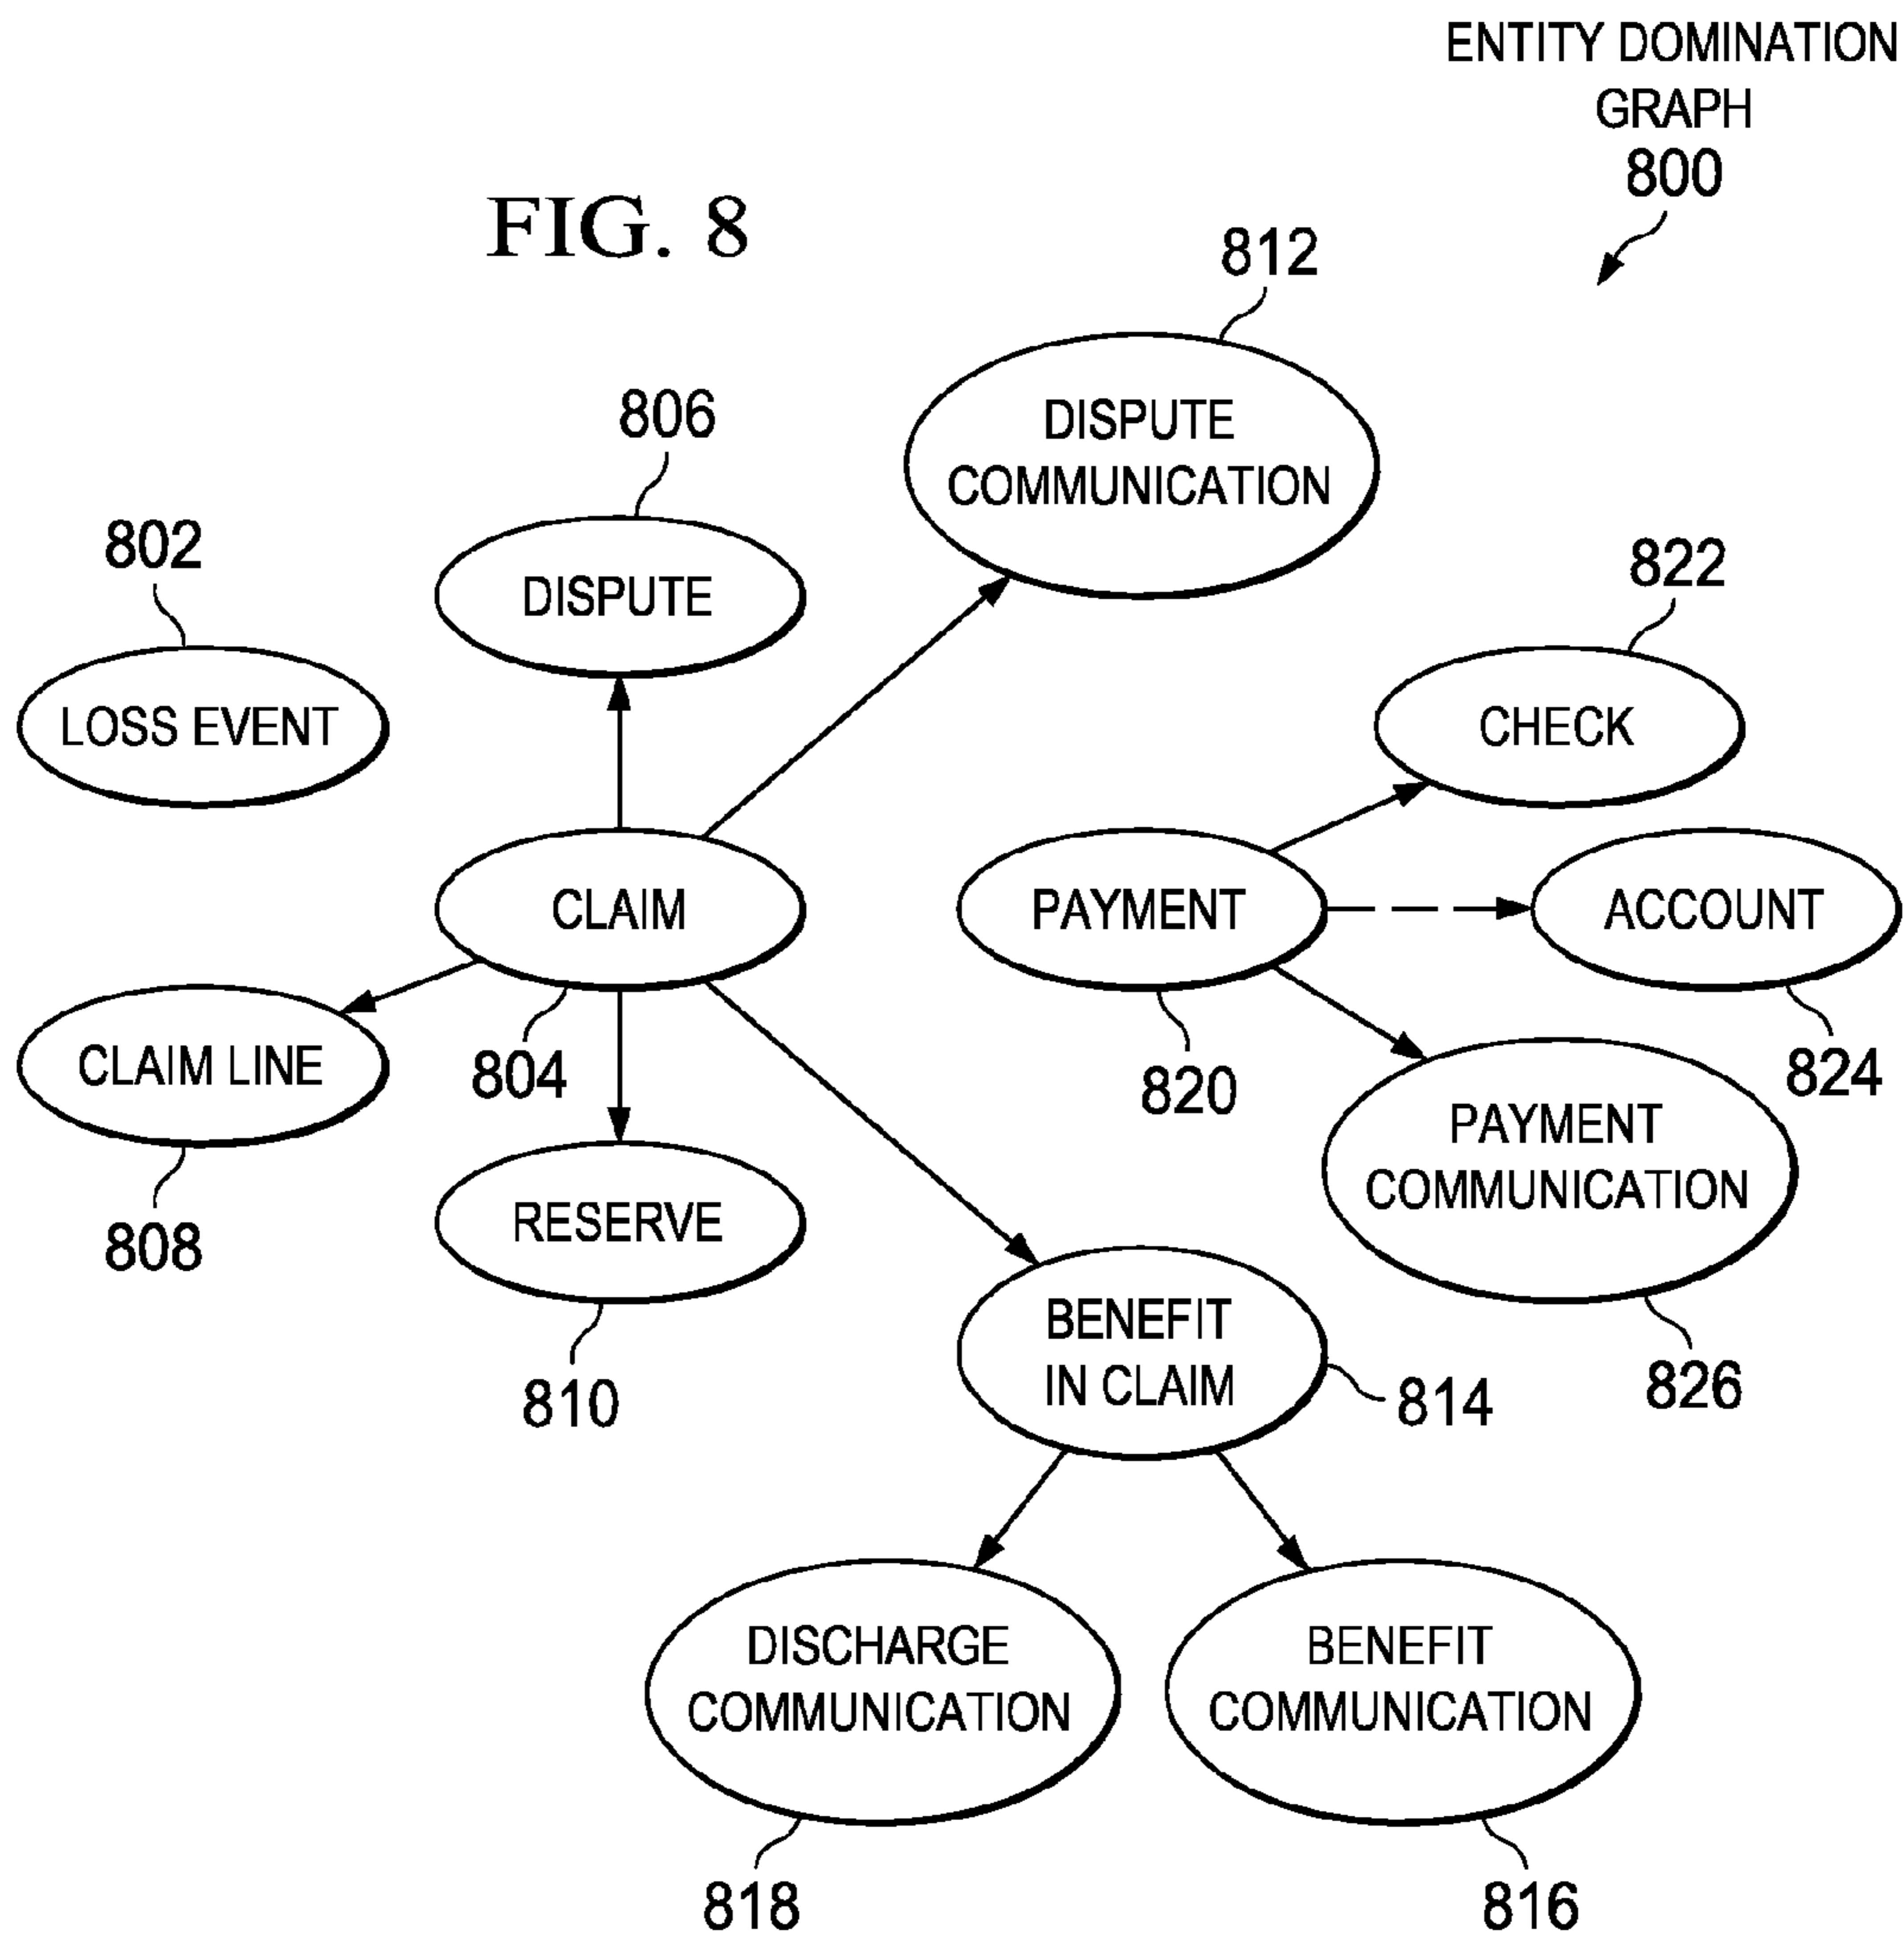 ENTITY DOMINATION
GRAPH
800
FIG. 8
812
DISPUTE
COMMUNICATION
806
DISPUTE
802
LOSS EVENT
822
CHECK
CLAIM
804
PAYMENT
820
ACCOUNT
824
CLAIM LINE
808
RESERVE
810
PAYMENT
COMMUNICATION
826
BENEFIT
IN CLAIM
814
DISCHARGE
COMMUNICATION
818
BENEFIT
COMMUNICATION
816